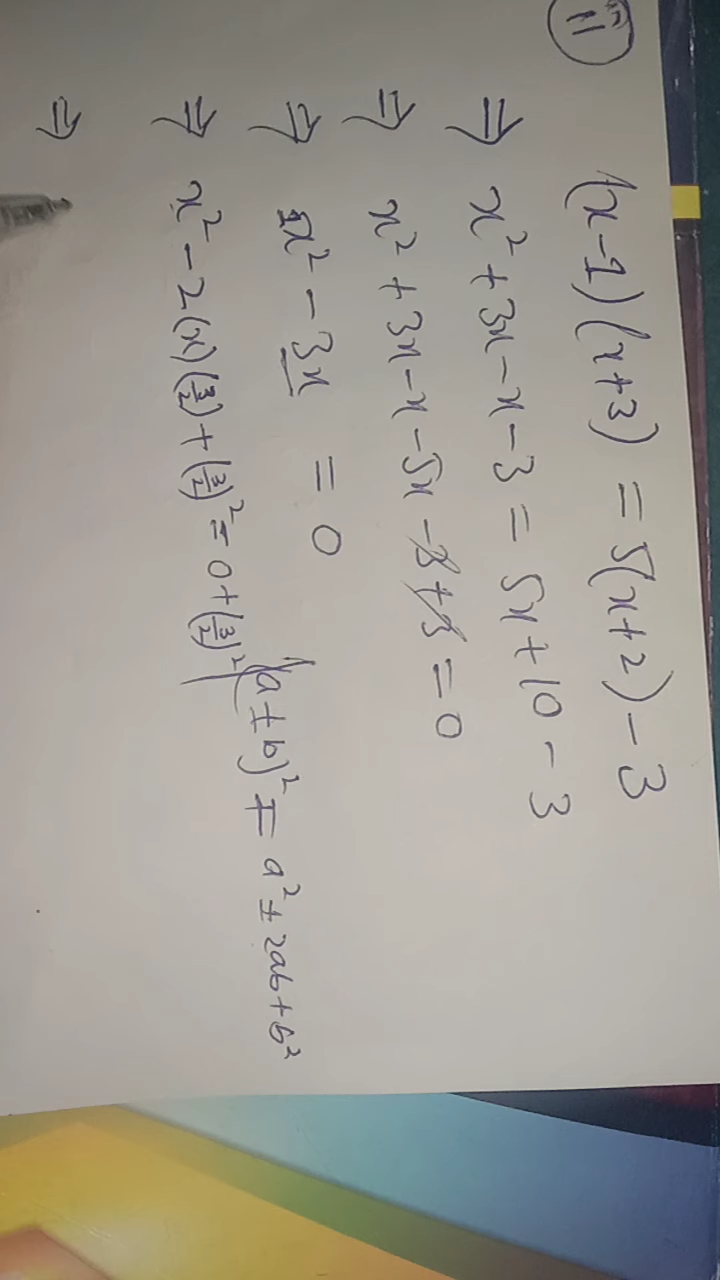 11
(x-1)(x+3) = 5(x+2)-3
⇒ x² + 3x - x - 3 = 5x + 10 - 3
⇒ x² + 3x - x - 5x - 3 + 3 = 0
⇒ x² - 3x = 0
(a ± b)² = a² ± 2ab + b²
⇒ x² - 2(x)(3/2) + (3/2)² = 0 + (3/2)²
⇒